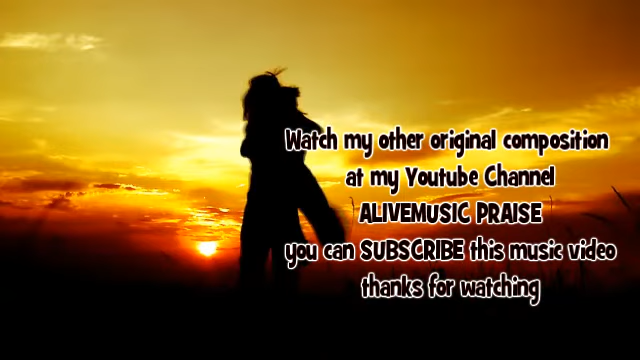 Watch my other original composition
at my Youtube Channel
ALIVEMUSIC PRAISE
you can SUBSCRIBE this music video
thanks for watching